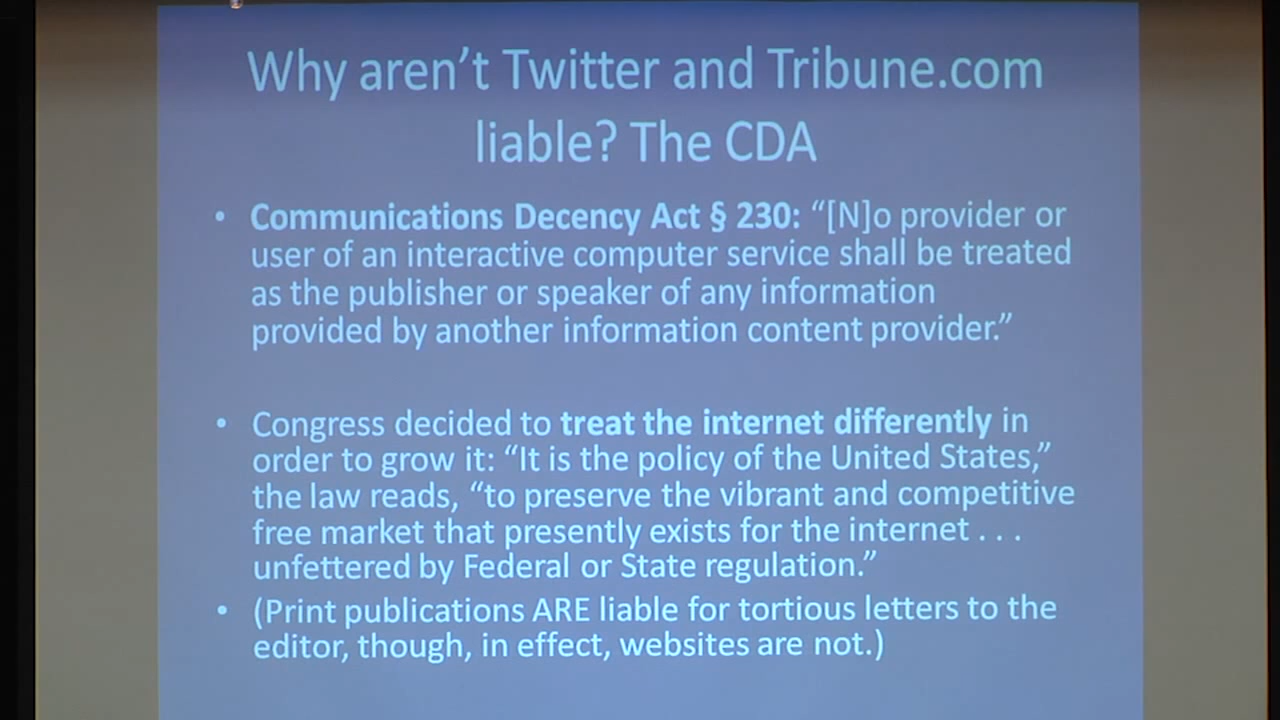 Why aren’t Twitter and Tribune.com
liable? The CDA
• Communications Decency Act § 230: “[N]o provider or
user of an interactive computer service shall be treated
as the publisher or speaker of any information
provided by another information content provider.”
• Congress decided to treat the internet differently in
order to grow it: “It is the policy of the United States,”
the law reads, “to preserve the vibrant and competitive
free market that presently exists for the internet . . .
unfettered by Federal or State regulation.”
• (Print publications ARE liable for tortious letters to the
editor, though, in effect, websites are not.)